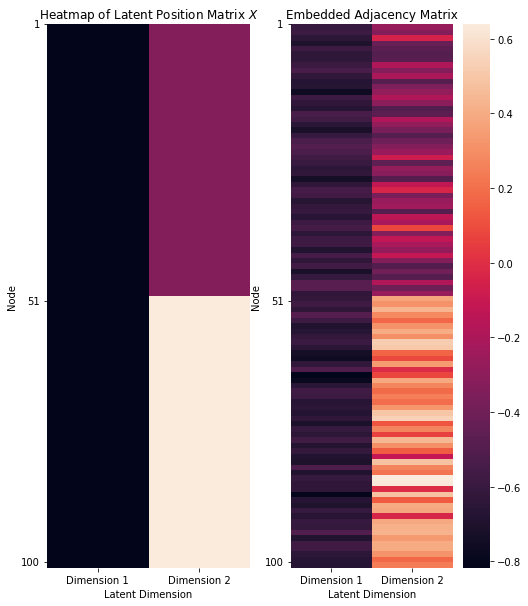 Heatmap of Latent Position Matrix X
Embedded Adjacency Matrix
1
51
100
Node
Dimension 1
Dimension 2
Latent Dimension
1
51
100
Node
Dimension 1
Dimension 2
Latent Dimension
0.6
0.4
0.2
0.0
−0.2
−0.4
−0.6
−0.8